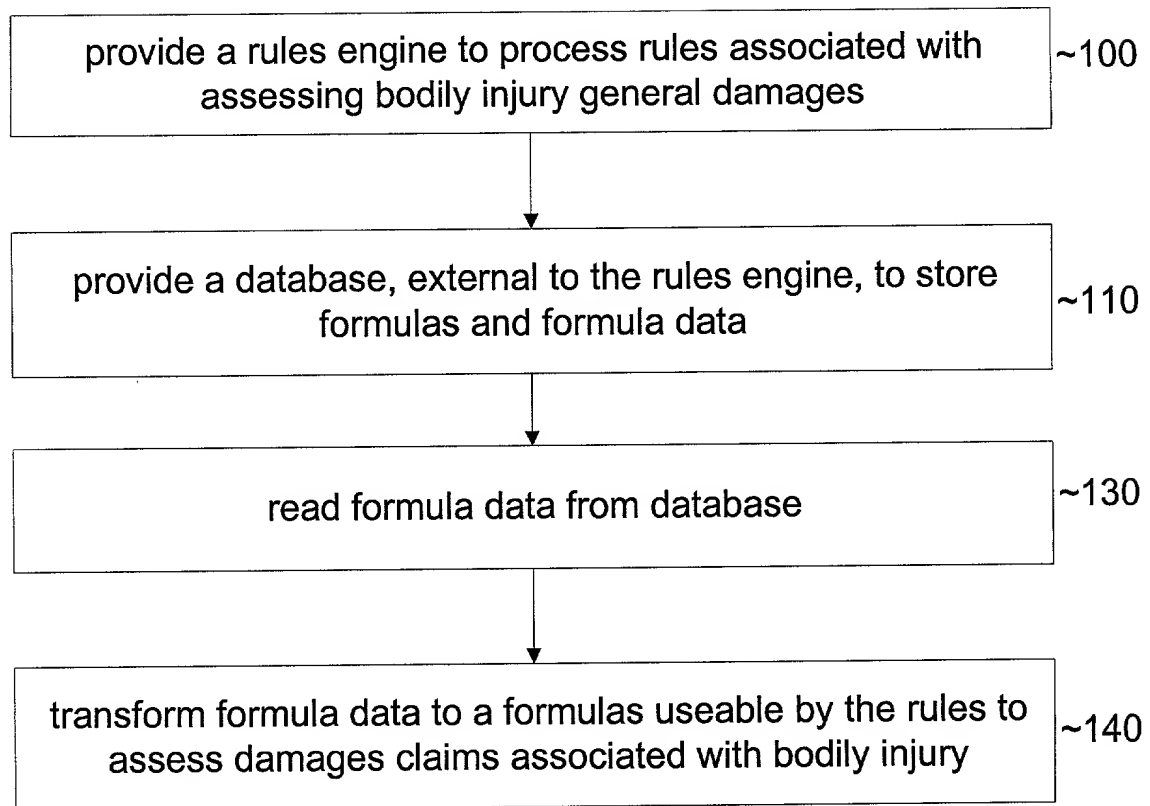 provide a rules engine to process rules associated with
assessing bodily injury general damages
~100
provide a database, external to the rules engine, to store
formulas and formula data
~110
read formula data from database
~130
transform formula data to a formulas useable by the rules to
assess damages claims associated with bodily injury
~140